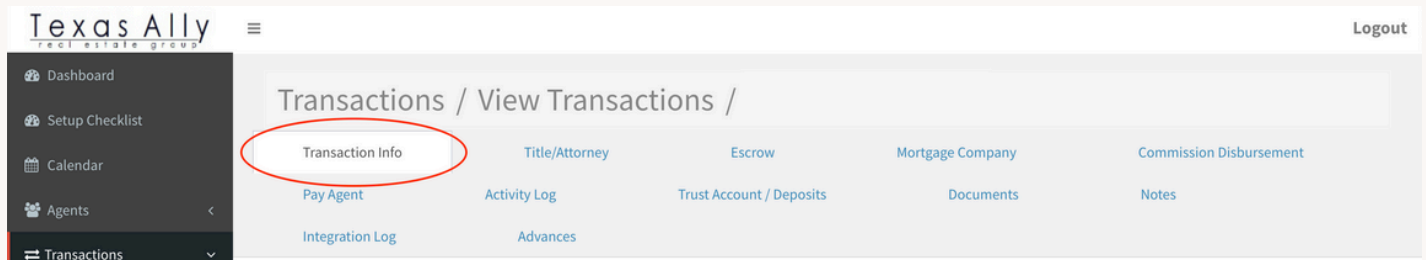 Texas Ally
real estate group
Logout
Dashboard
Setup Checklist
Calendar
Agents
Transactions
Transactions / View Transactions /
Transaction Info Title/Attorney Escrow Mortgage Company Commission Disbursement
Pay Agent Activity Log Trust Account / Deposits Documents Notes
Integration Log Advances